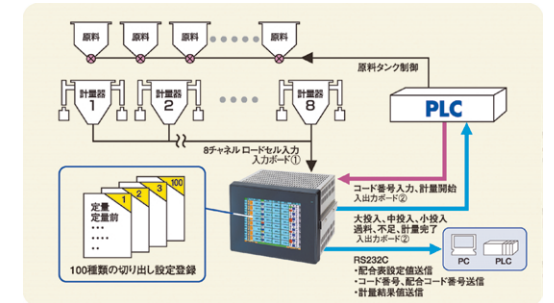 原料
原料
原料
原料
原料タンク制御
計量器
1
計量器
2
計量器
8
PLC
8チャネル ロードセル入力
入力ボード①
コード番号入力、計量開始
入出力ボード②
1
2
3
100
定量
定量前
‥‥
‥‥
‥
100種類の切り出し設定登録
大投入、中投入、小投入
過料、不足、計量完了
入出力ボード②
RS232C
・配合表設定値送信
・コード番号、配合コード番号送信
・計量結果値送信
PC
PLC